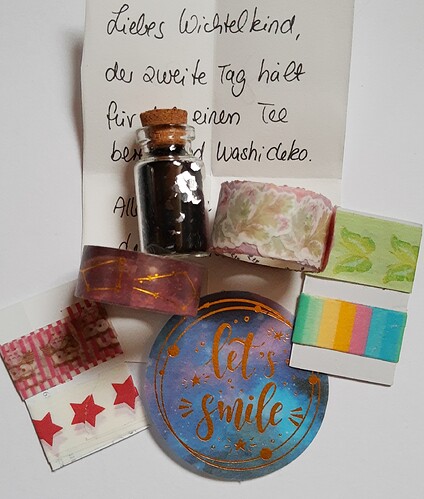 Liebes Wichtelkind,
der zweite Tag hält
für einen Tee
Washideko.
let's
smile